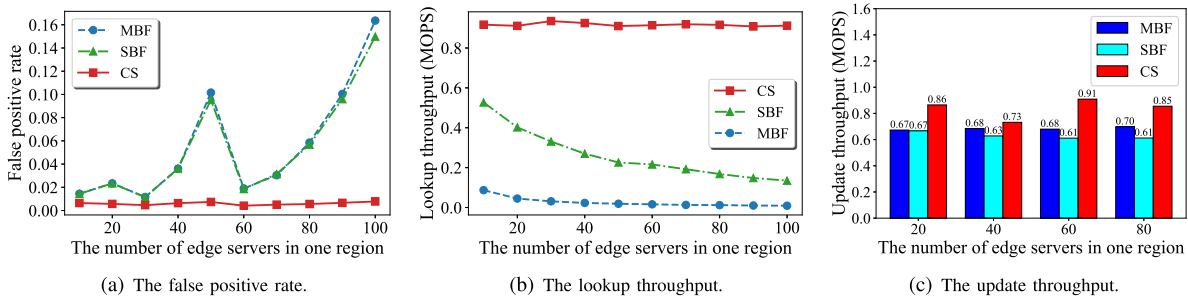 False positive rate
0.16
0.14
0.12
0.10
0.08
0.06
0.04
0.02
0.00
MBF
SBF
CS
20 40 60 80 100
The number of edge servers in one region
(a) The false positive rate.
Lookup throughput (MOPS)
0.8
0.6
0.4
0.2
0.0
CS
SBF
MBF
20 40 60 80 100
The number of edge servers in one region
(b) The lookup throughput.
Update throughput (MOPS)
1.6
1.4
1.2
1.0
0.8
0.6
0.4
0.2
0.0
MBF
SBF
CS
0.67 0.67 0.86
0.68 0.63 0.73
0.68 0.61 0.91
0.70 0.61 0.85
20 40 60 80
The number of edge servers in one region
(c) The update throughput.